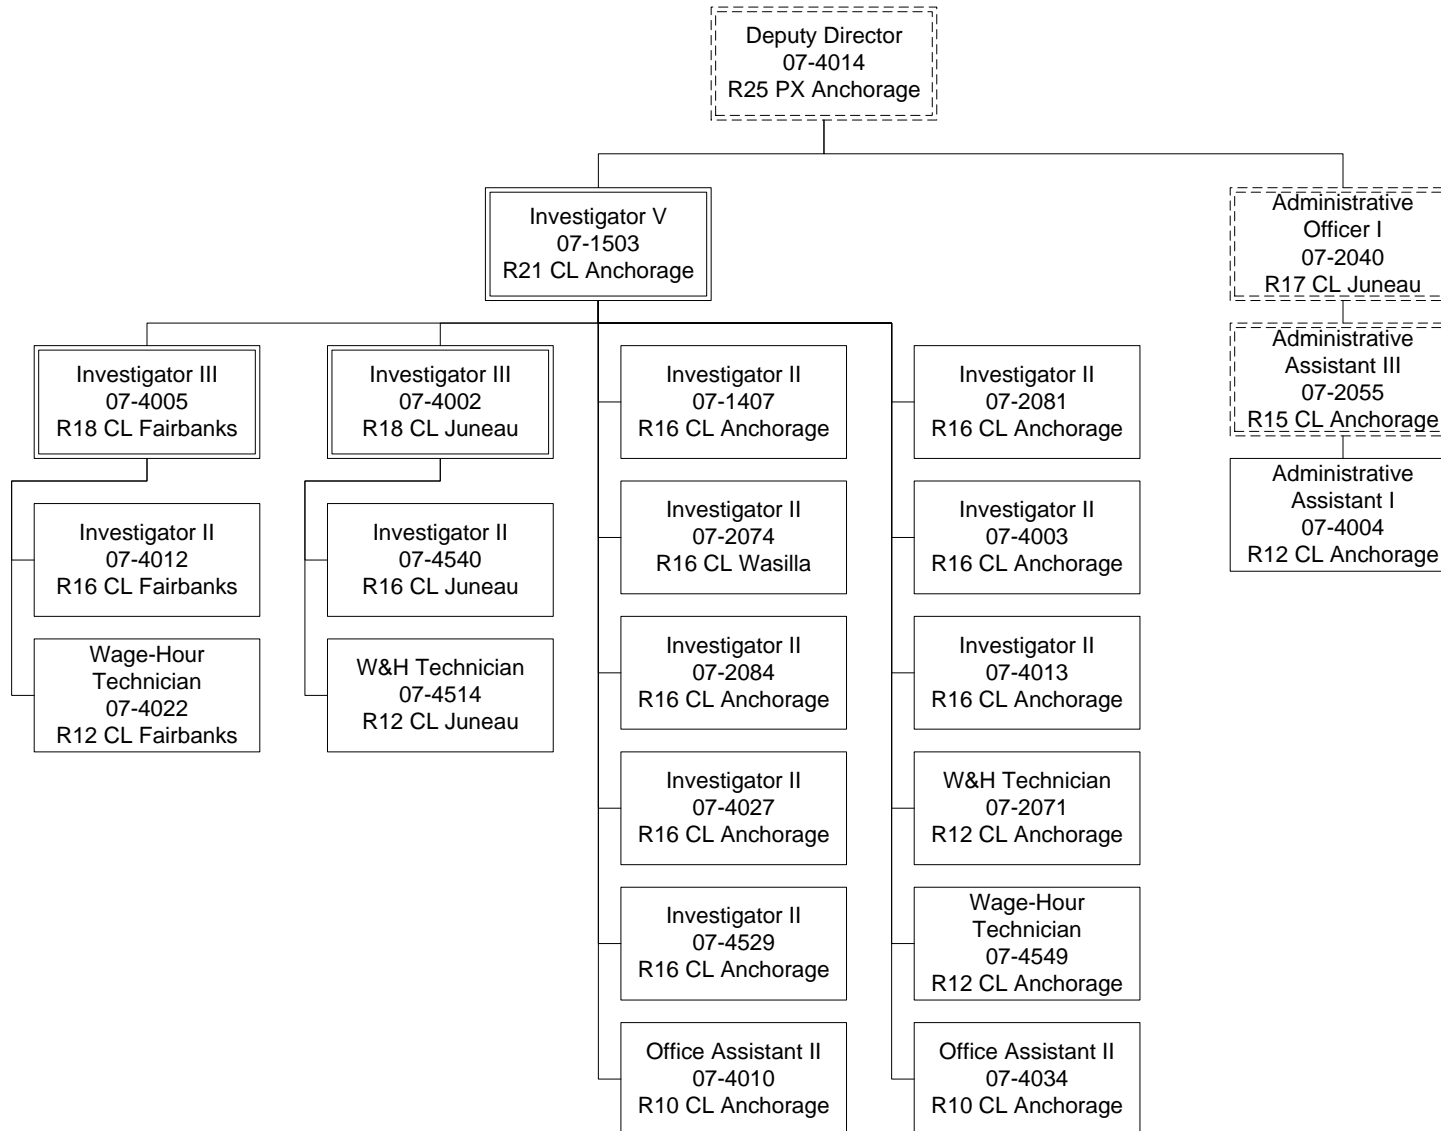 Deputy Director
07-4014
R25 PX Anchorage
Investigator V
07-1503
R21 CL Anchorage
Administrative
Officer I
07-2040
R17 CL Juneau
Investigator III
07-4005
R18 CL Fairbanks
Investigator III
07-4002
R18 CL Juneau
Investigator II
07-1407
R16 CL Anchorage
Investigator II
07-2081
R16 CL Anchorage
Administrative
Assistant III
07-2055
R15 CL Anchorage
Investigator II
07-4012
R16 CL Fairbanks
Investigator II
07-4540
R16 CL Juneau
Investigator II
07-2074
R16 CL Wasilla
Investigator II
07-4003
R16 CL Anchorage
Administrative
Assistant I
07-4004
R12 CL Anchorage
Wage-Hour
Technician
07-4022
R12 CL Fairbanks
W&H Technician
07-4514
R12 CL Juneau
Investigator II
07-2084
R16 CL Anchorage
Investigator II
07-4013
R16 CL Anchorage
Investigator II
07-4027
R16 CL Anchorage
W&H Technician
07-2071
R12 CL Anchorage
Investigator II
07-4529
R16 CL Anchorage
Wage-Hour
Technician
07-4549
R12 CL Anchorage
Office Assistant II
07-4010
R10 CL Anchorage
Office Assistant II
07-4034
R10 CL Anchorage